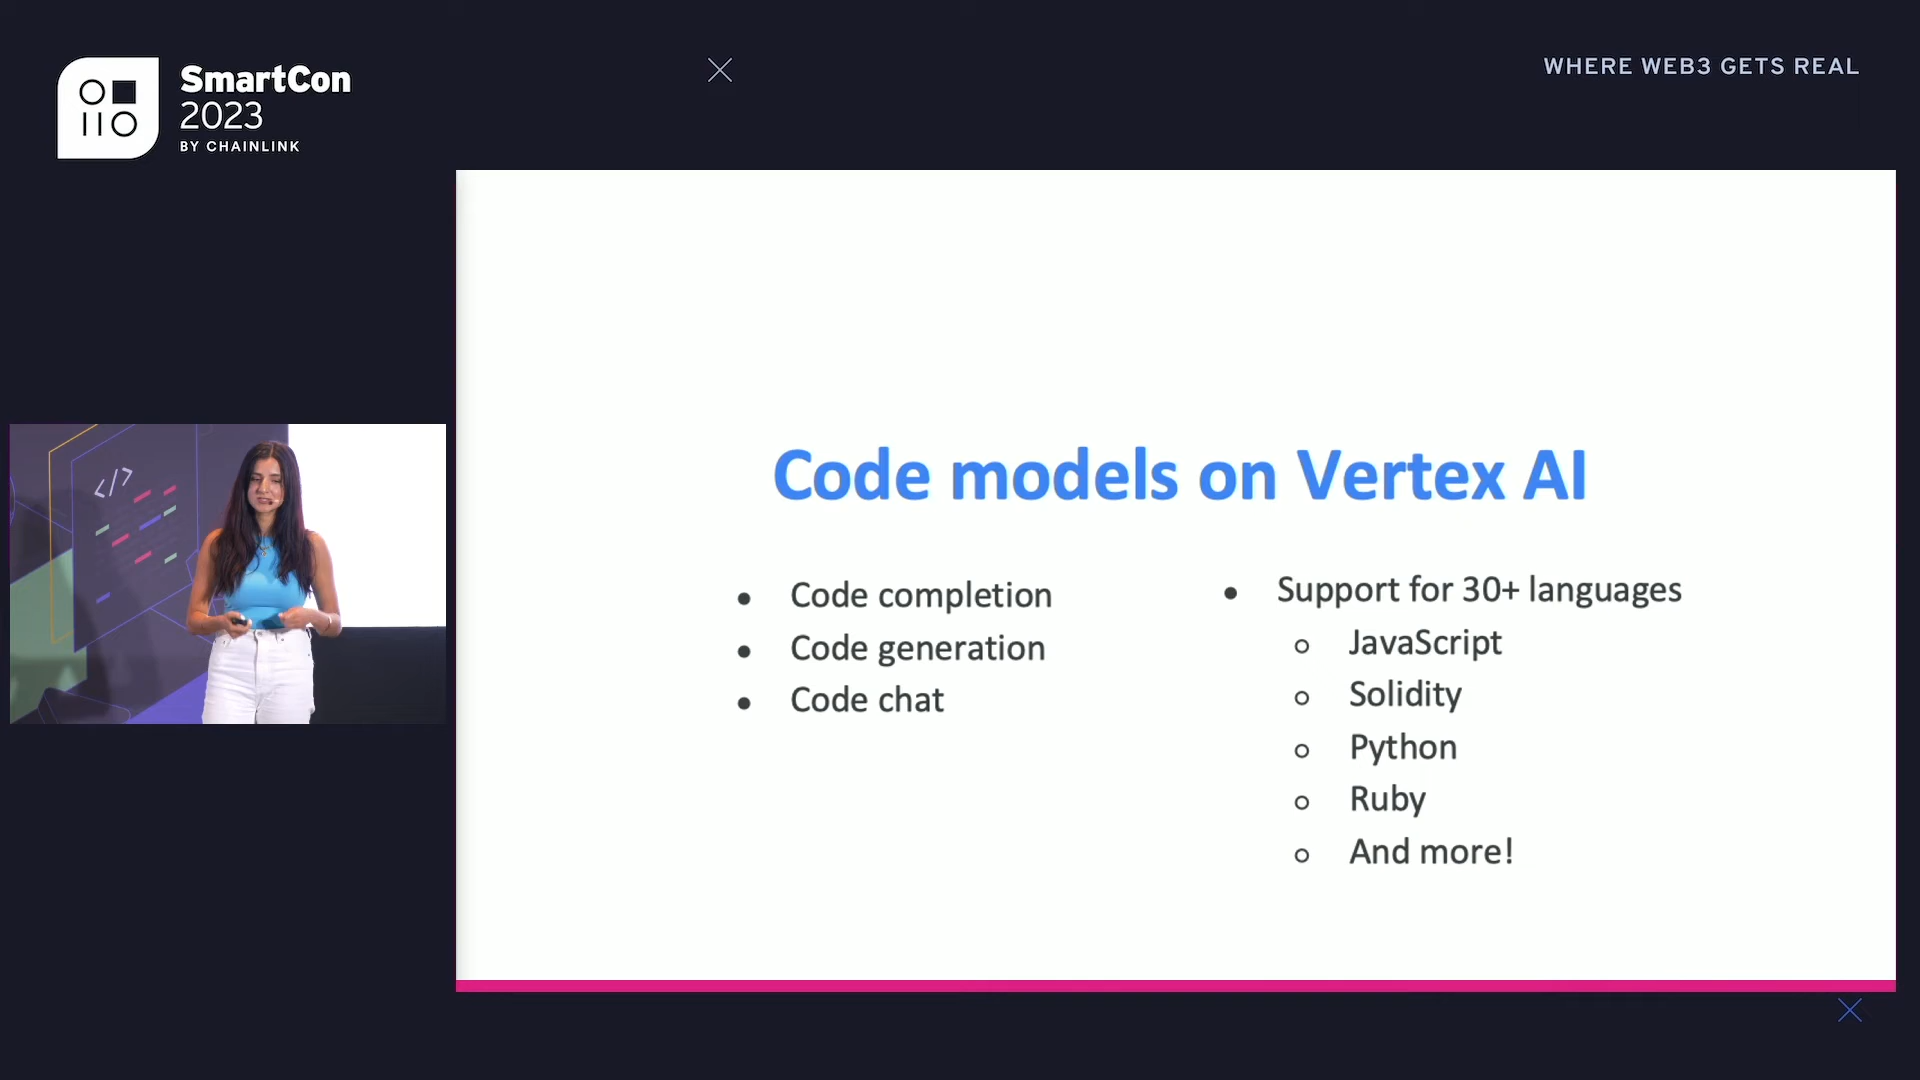 SmartCon
2023
BY CHAINLINK
WHERE WEB3 GETS REAL
</>
Code models on Vertex AI
• Code completion
• Code generation
• Code chat
• Support for 30+ languages
○ JavaScript
○ Solidity
○ Python
○ Ruby
○ And more!